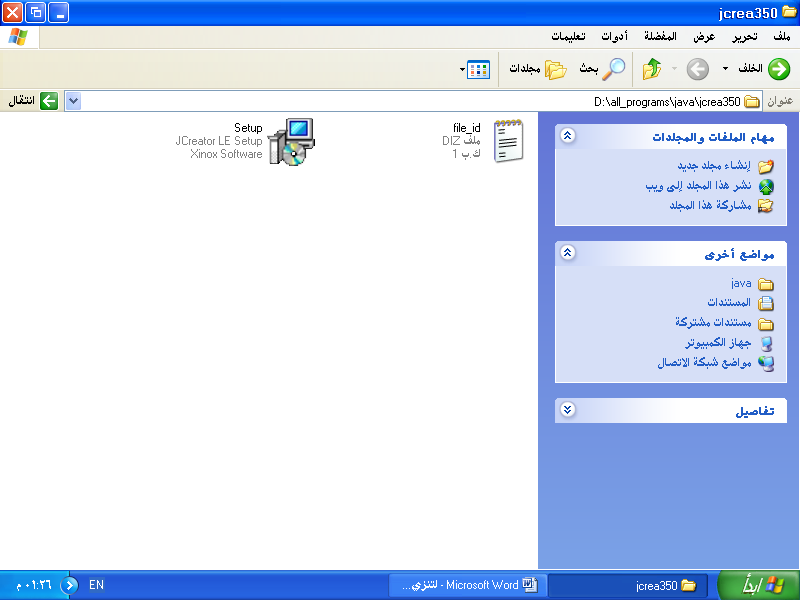 jcrea350
ملف تحرير عرض المفضلة أدوات تعليمات
الخلف بحث مجلدات
عنوان D:\all_programs\java\jcrea350 انتقال
مهام الملفات والمجلدات
إنشاء مجلد جديد
نشر هذا المجلد إلى ويب
مشاركة هذا المجلد
مواضع أخرى
java
المستندات
مستندات مشتركة
جهاز الكمبيوتر
مواضع شبكة الاتصال
تفاصيل
file_id
ملف DIZ
1 ك.ب
Setup
JCreator LE Setup
Xinox Software
ابدأ jcrea350 لتنزي... - Microsoft Word EN ٠١:٢٦ م